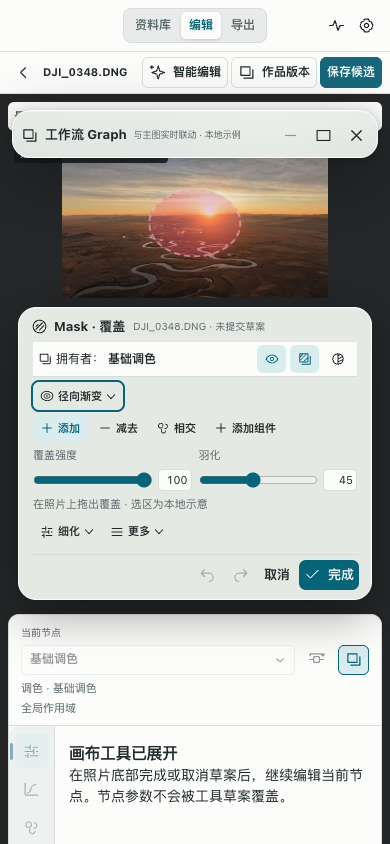 资料库 编辑 导出
DJI_0348.DNG 智能编辑 作品版本 保存候选
工作流 Graph 与主图实时联动 · 本地示例
Mask · 覆盖 DJI_0348.DNG · 未提交草案
拥有者： 基础调色
径向渐变
添加 减去 相交 添加组件
覆盖强度 羽化
100 45
在照片上拖出覆盖 · 选区为本地示意
细化 更多
取消 完成
当前节点
基础调色
调色 · 基础调色
全局作用域
画布工具已展开
在照片底部完成或取消草案后，继续编辑当前节
点。节点参数不会被工具草案覆盖。